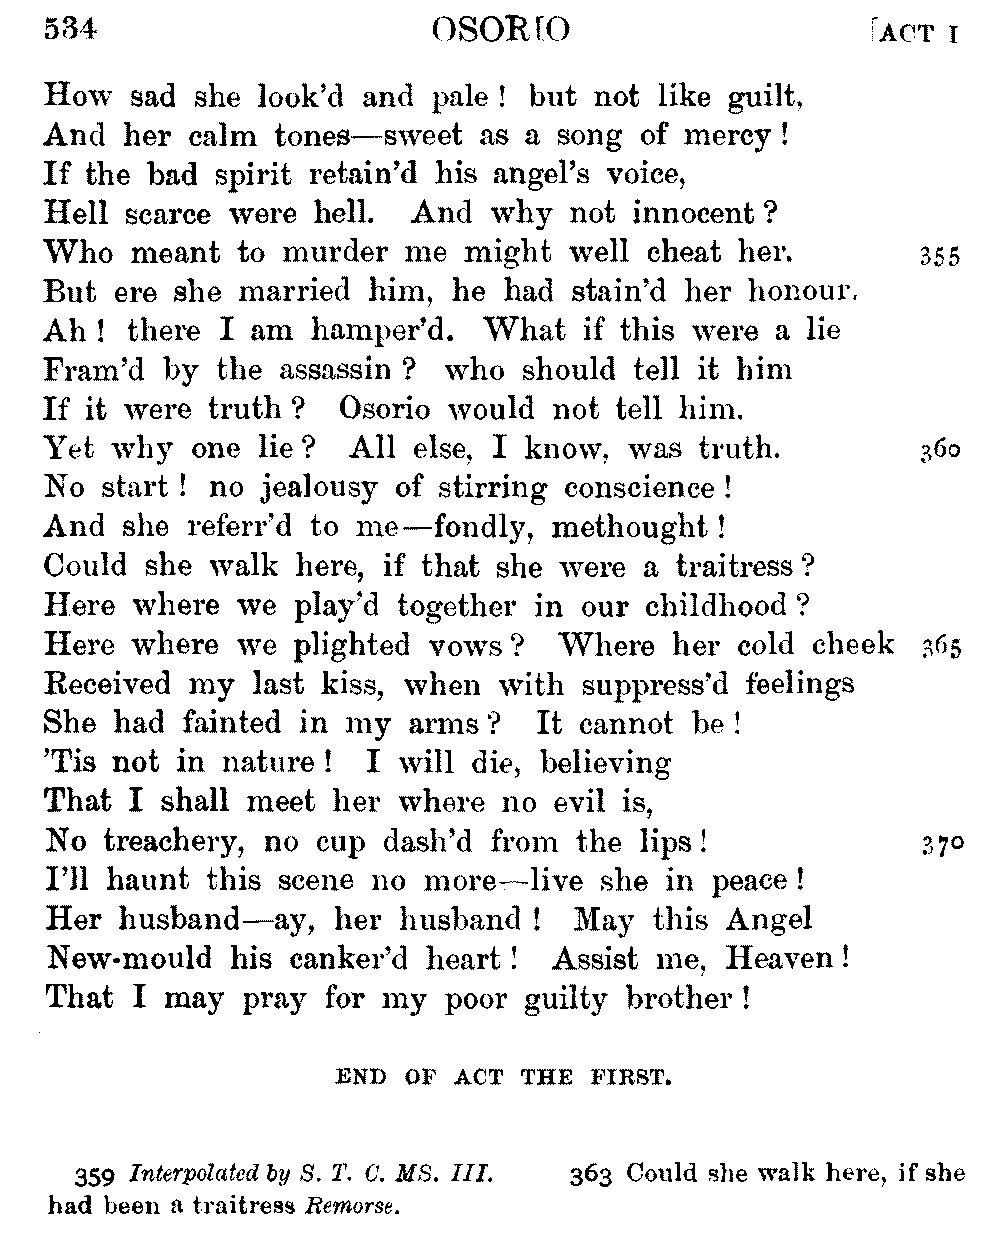 534 OSORIO [ACT I
How sad she look'd and pale! but not like guilt,
And her calm tones—sweet as a song of mercy!
If the bad spirit retain'd his angel's voice,
Hell scarce were hell. And why not innocent?
Who meant to murder me might well cheat her. 355
But ere she married him, he had stain'd her honour.
Ah! there I am hamper'd. What if this were a lie
Fram'd by the assassin? who should tell it him
If it were truth? Osorio would not tell him.
Yet why one lie? All else, I know, was truth. 360
No start! no jealousy of stirring conscience!
And she referr'd to me—fondly, methought!
Could she walk here, if that she were a traitress?
Here where we play'd together in our childhood?
Here where we plighted vows? Where her cold cheek 365
Received my last kiss, when with suppress'd feelings
She had fainted in my arms? It cannot be!
'Tis not in nature! I will die, believing
That I shall meet her where no evil is,
No treachery, no cup dash'd from the lips! 370
I'll haunt this scene no more—live she in peace!
Her husband—ay, her husband! May this Angel
New-mould his canker'd heart! Assist me, Heaven!
That I may pray for my poor guilty brother!
END OF ACT THE FIRST.
359 Interpolated by S. T. C. MS. III. 363 Could she walk here, if she
had been a traitress Remorse.